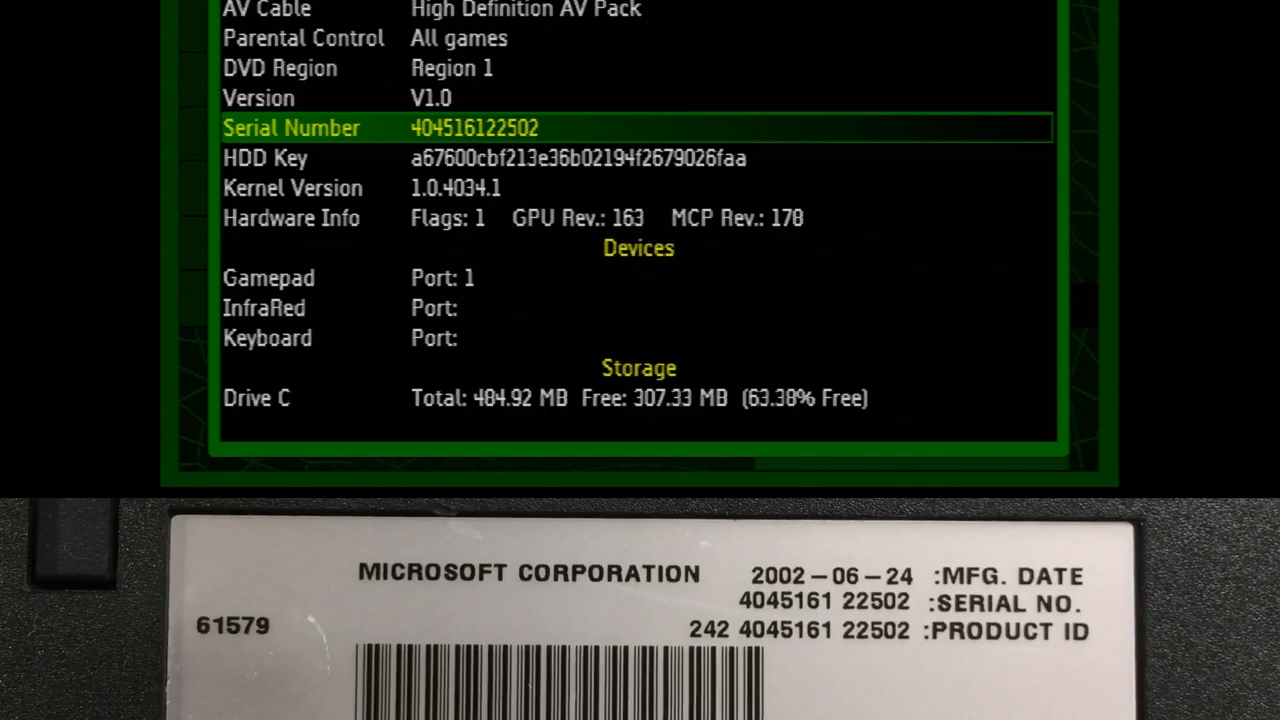 AV Cable High Definition AV Pack
Parental Control All games
DVD Region Region 1
Version V1.0
Serial Number 404516122502
HDD Key a67600cbf213e36b02194f2679026faa
Kernel Version 1.0.4034.1
Hardware Info Flags: 1 GPU Rev.: 163 MCP Rev.: 178
Devices
Gamepad Port: 1
InfraRed Port:
Keyboard Port:
Storage
Drive C Total: 484.92 MB Free: 307.33 MB (63.38% Free)
MICROSOFT CORPORATION 2002-06-24 :MFG. DATE
4045161 22502 :SERIAL NO.
61579 242 4045161 22502 :PRODUCT ID